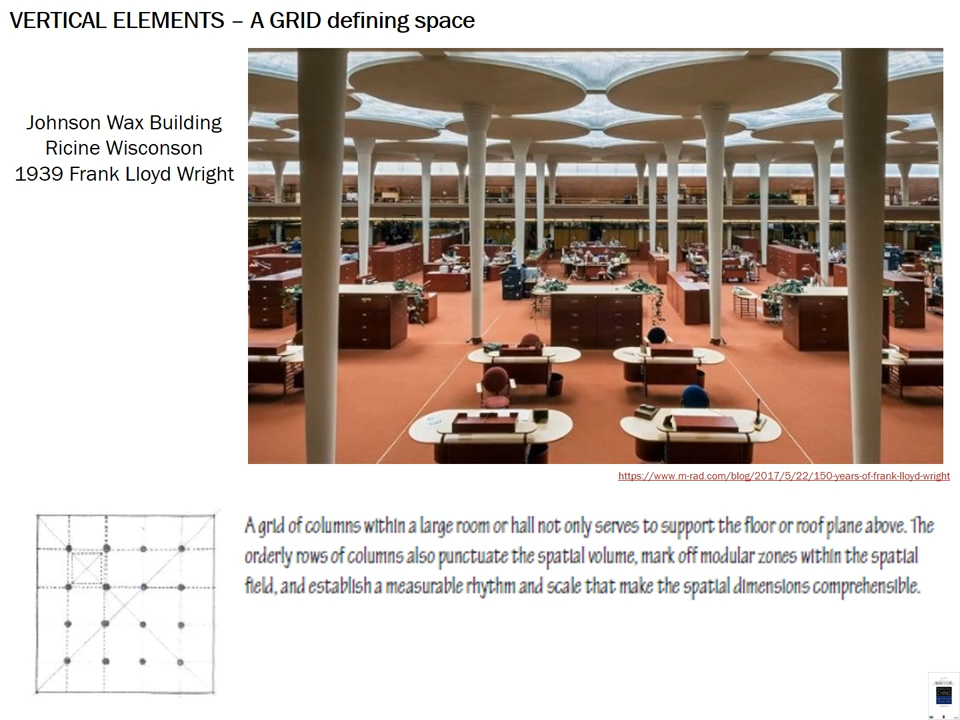 VERTICAL ELEMENTS – A GRID defining space
Johnson Wax Building
Ricine Wisconson
1939 Frank Lloyd Wright
https://www.m-rad.com/blog/2017/5/22/150-years-of-frank-lloyd-wright
A grid of columns within a large room or hall not only serves to support the floor or roof plane above. The
orderly rows of columns also punctuate the spatial volume, mark off modular zones within the spatial
field, and establish a measurable rhythm and scale that make the spatial dimensions comprehensible.